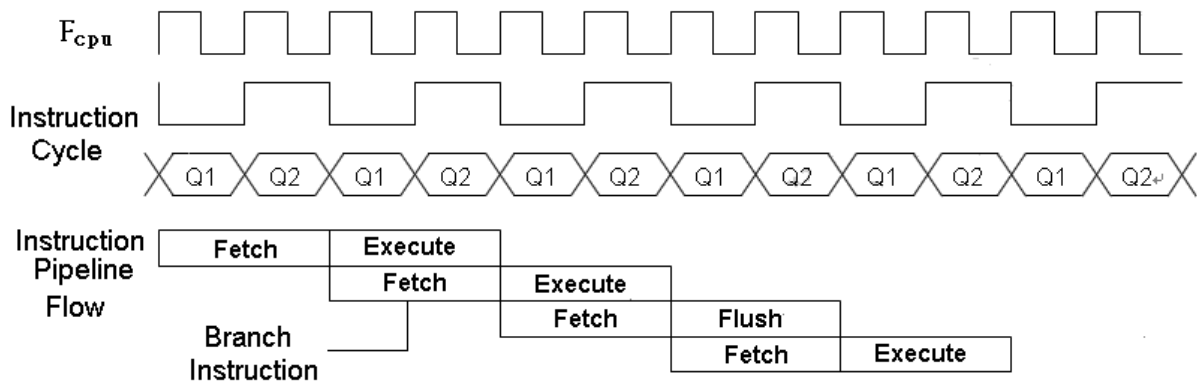 Fcpu
Instruction
Cycle
Q1 Q2 Q1 Q2 Q1 Q2 Q1 Q2 Q1 Q2 Q1 Q2↵
Instruction
Pipeline
Flow
Fetch Execute
Fetch Execute
Fetch Flush
Fetch Execute
Branch
Instruction